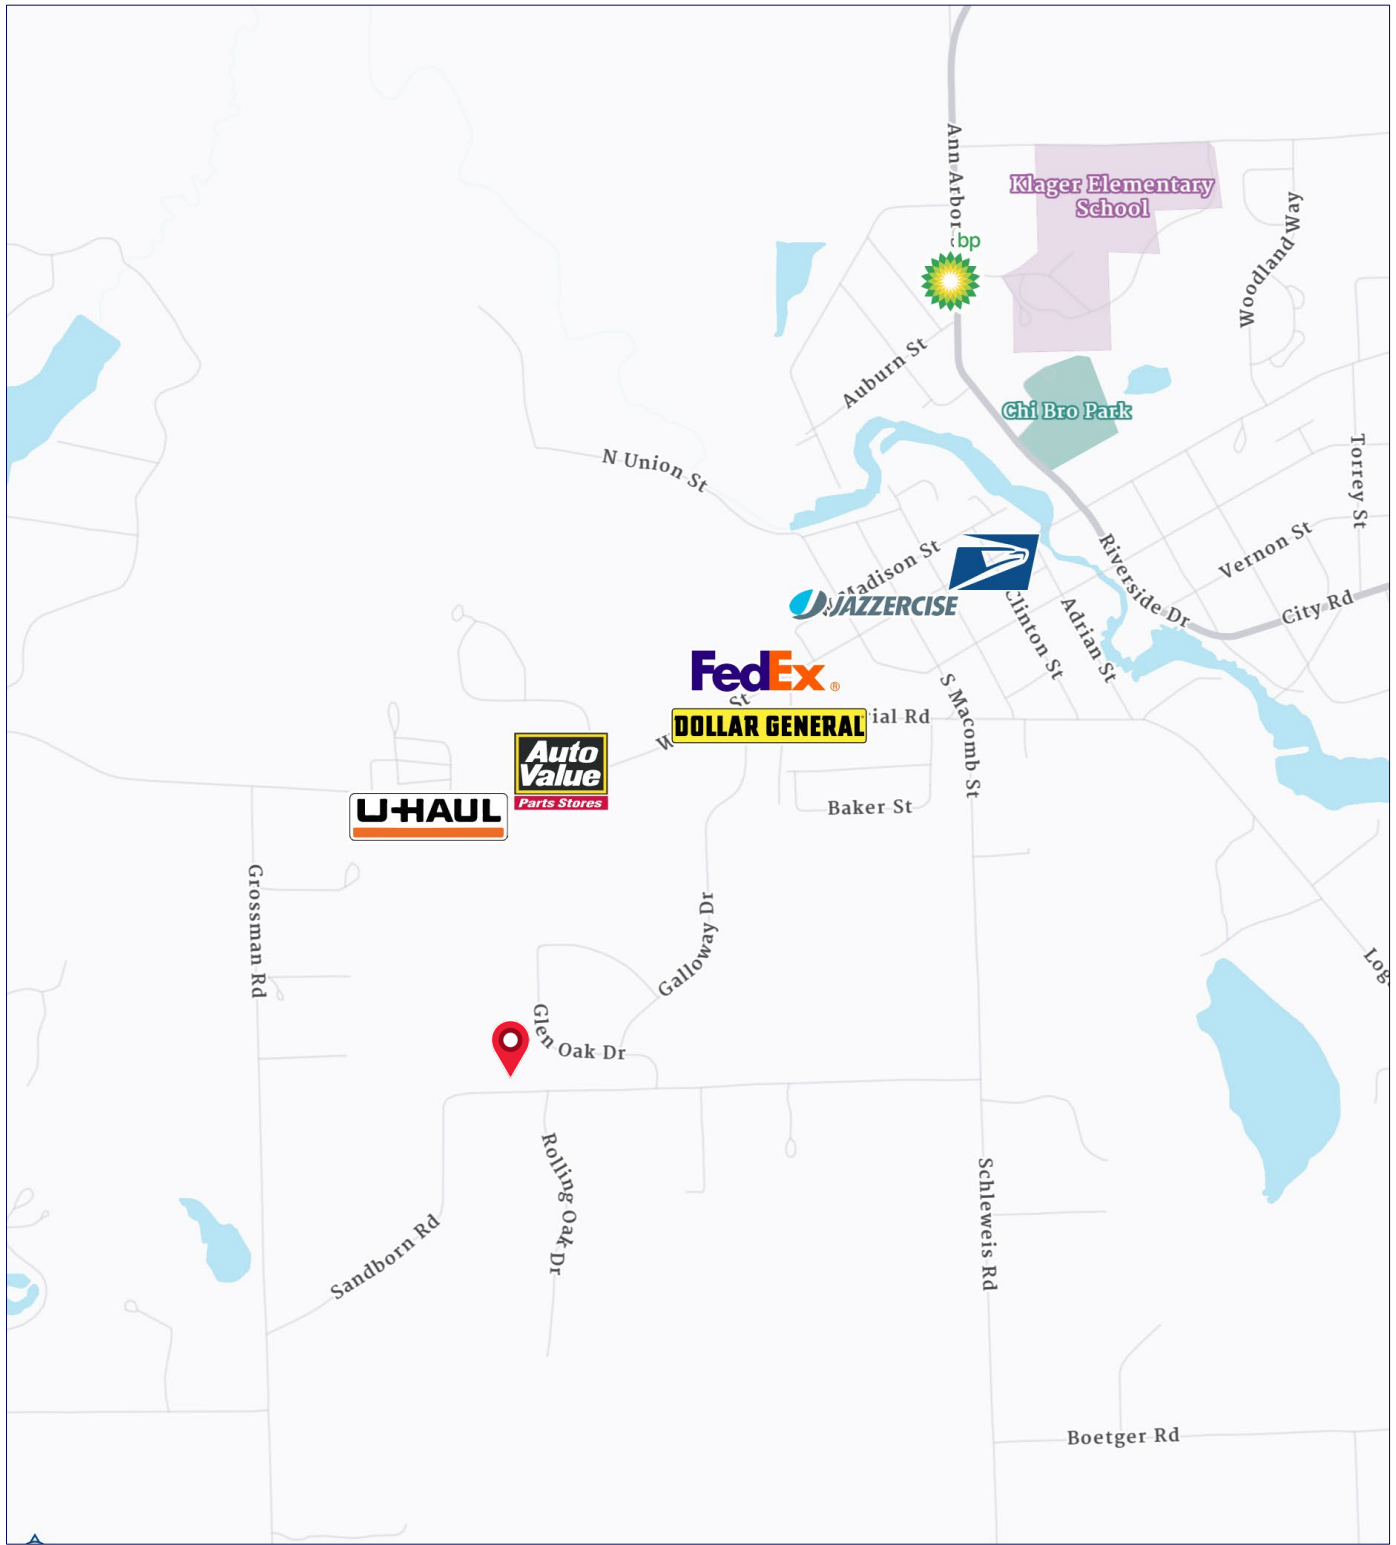 Ann Arbor
bp
Klager Elementary
School
Woodland Way
Auburn St
Chi Bro Park
N Union St
Torrey St
Riverside Dr
Vernon St
Madison St
JAZZERCISE
Clinton St
Adrian St
City Rd
FedEx®
St
DOLLAR GENERAL
rial Rd
W
S Macomb St
Auto
Value
Parts Stores
U-HAUL
Baker St
Grossman Rd
Galloway Dr
Glen Oak Dr
Rolling Oak Dr
Sandborn Rd
Schleweis Rd
Boetger Rd